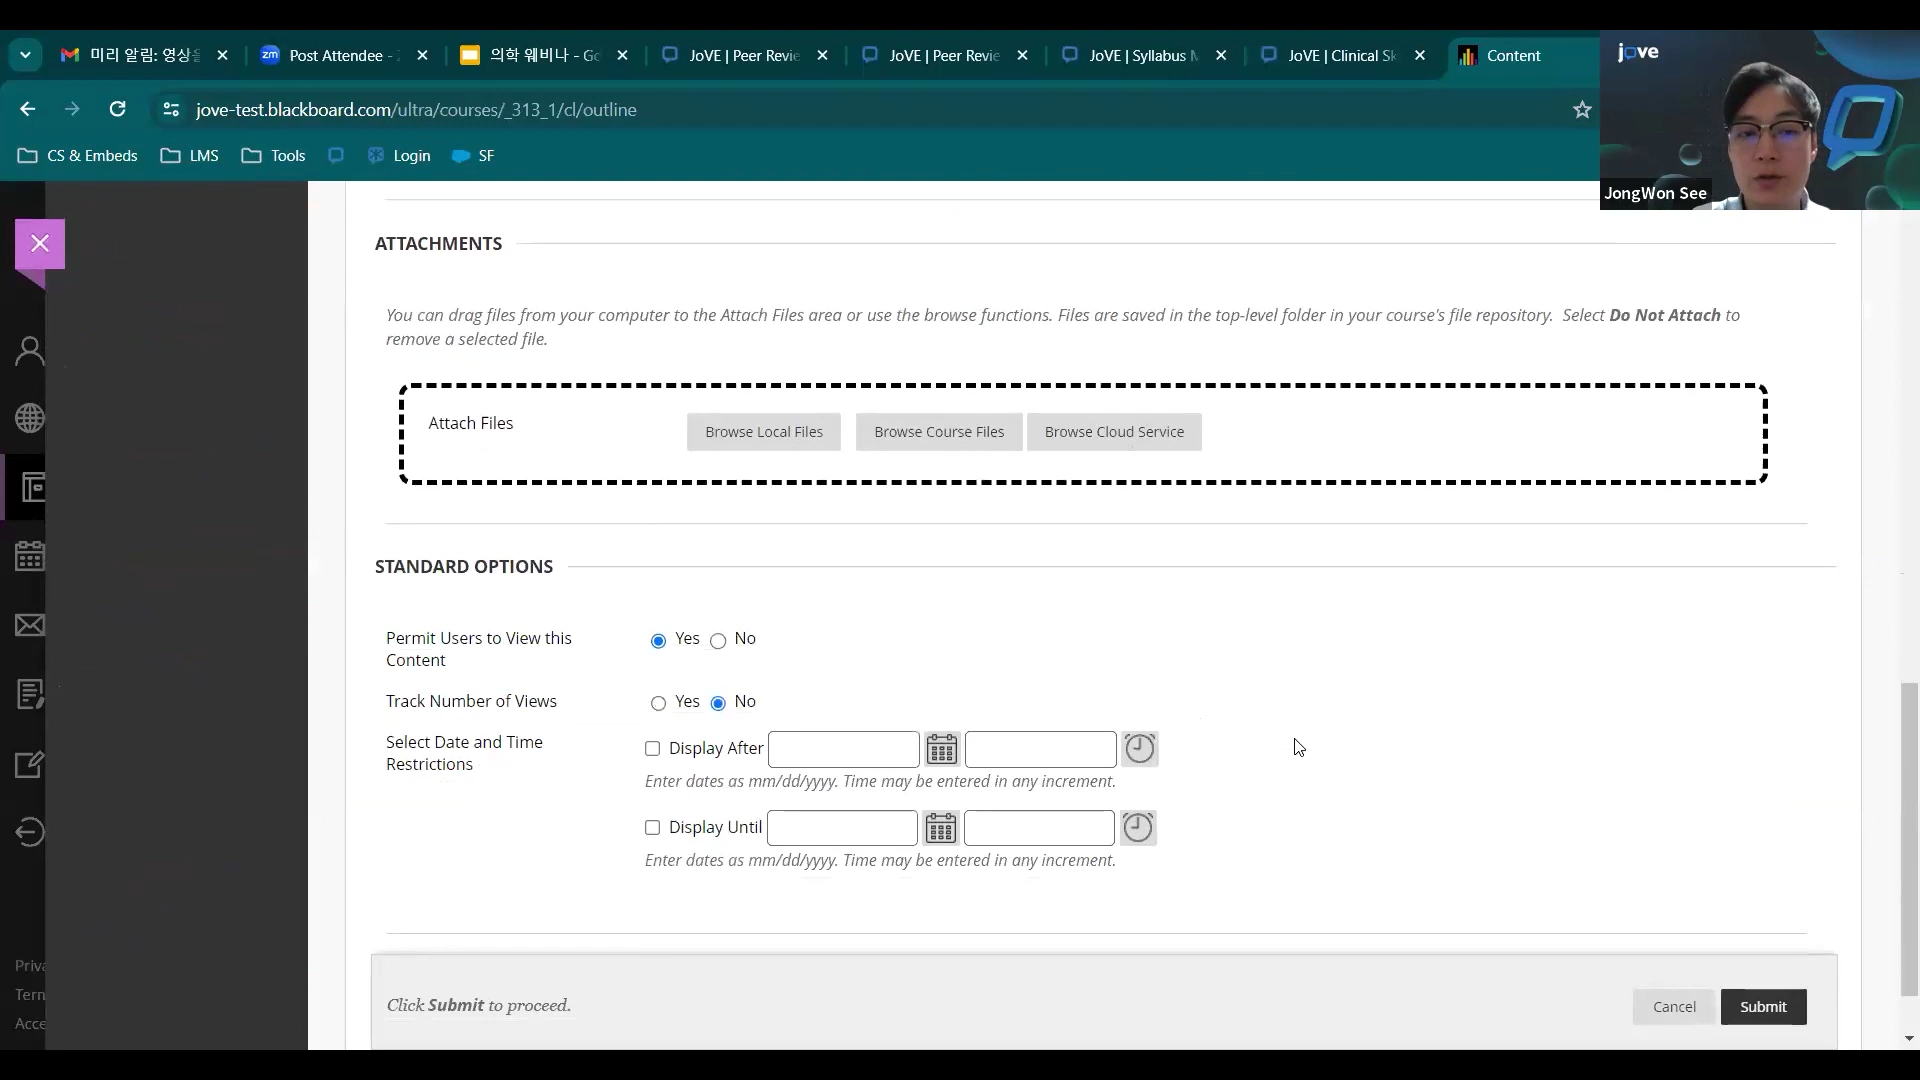 미리 알림: 영상을
Post Attendee -
의학 웨비나 - Go
JoVE | Peer Revie
JoVE | Peer Revie
JoVE | Syllabus M
JoVE | Clinical Sk
Content
jove-test.blackboard.com/ultra/courses/_313_1/cl/outline
CS & Embeds
LMS
Tools
Login
SF
jove
JongWon See
ATTACHMENTS
You can drag files from your computer to the Attach Files area or use the browse functions. Files are saved in the top-level folder in your course's file repository. Select Do Not Attach to
remove a selected file.
Attach Files
Browse Local Files
Browse Course Files
Browse Cloud Service
STANDARD OPTIONS
Permit Users to View this
Content
Yes
No
Track Number of Views
Yes
No
Select Date and Time
Restrictions
Display After
Enter dates as mm/dd/yyyy. Time may be entered in any increment.
Display Until
Enter dates as mm/dd/yyyy. Time may be entered in any increment.
Priva
Tern
Acce
Click Submit to proceed.
Cancel
Submit